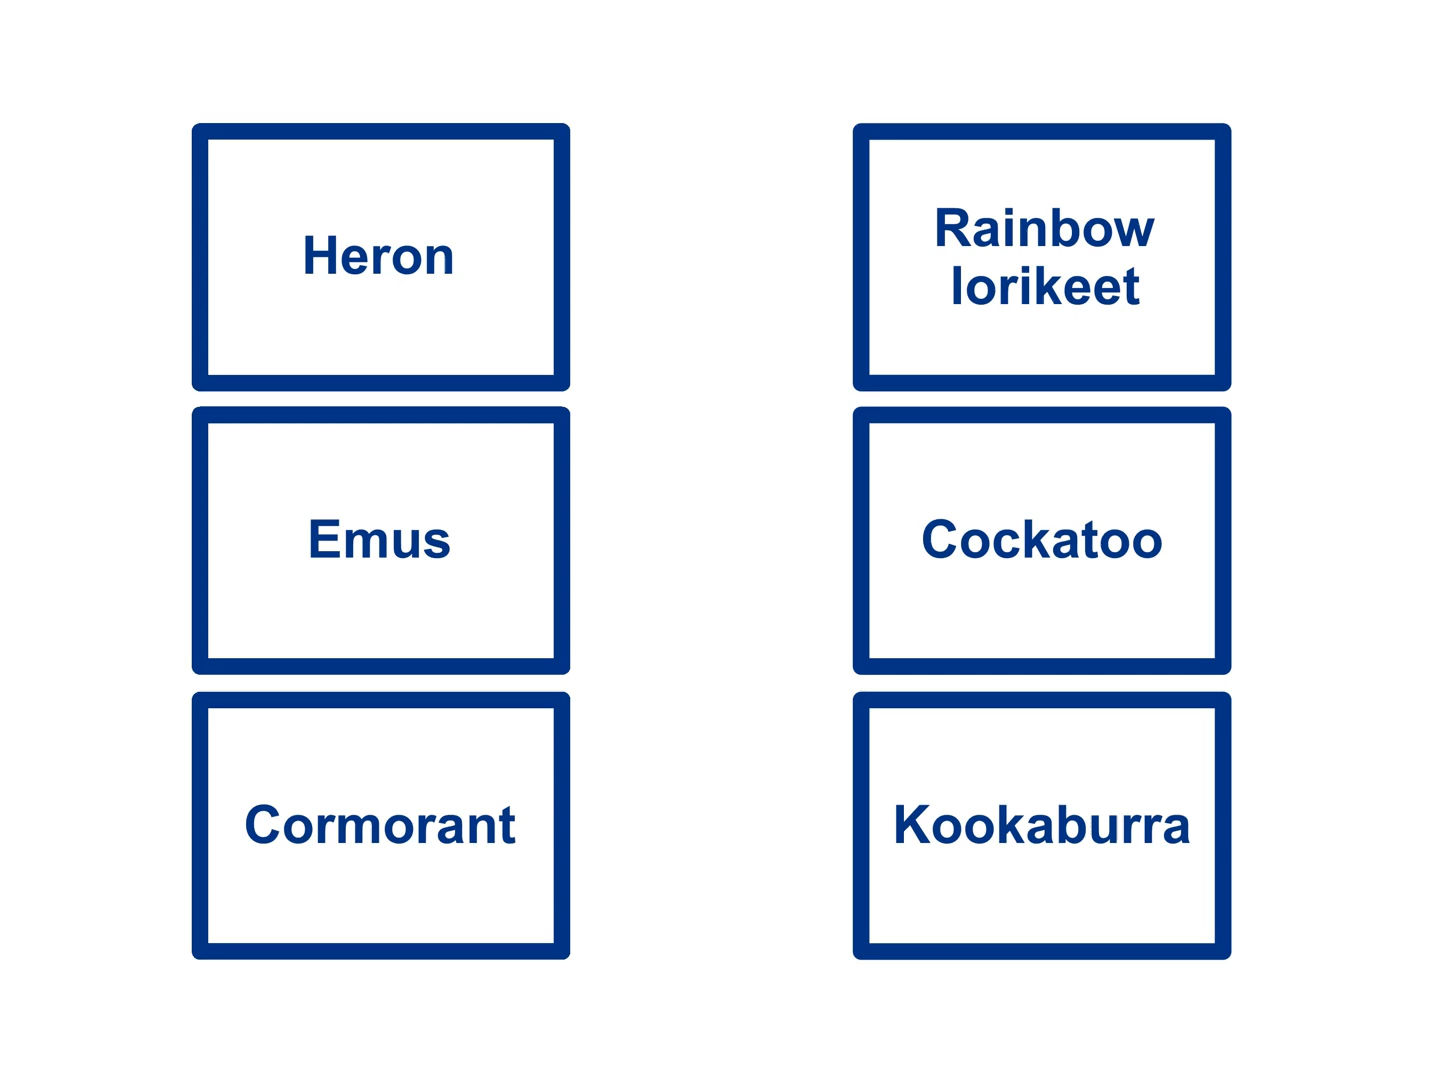 Heron
Rainbow
lorikeet
Emus
Cockatoo
Cormorant
Kookaburra